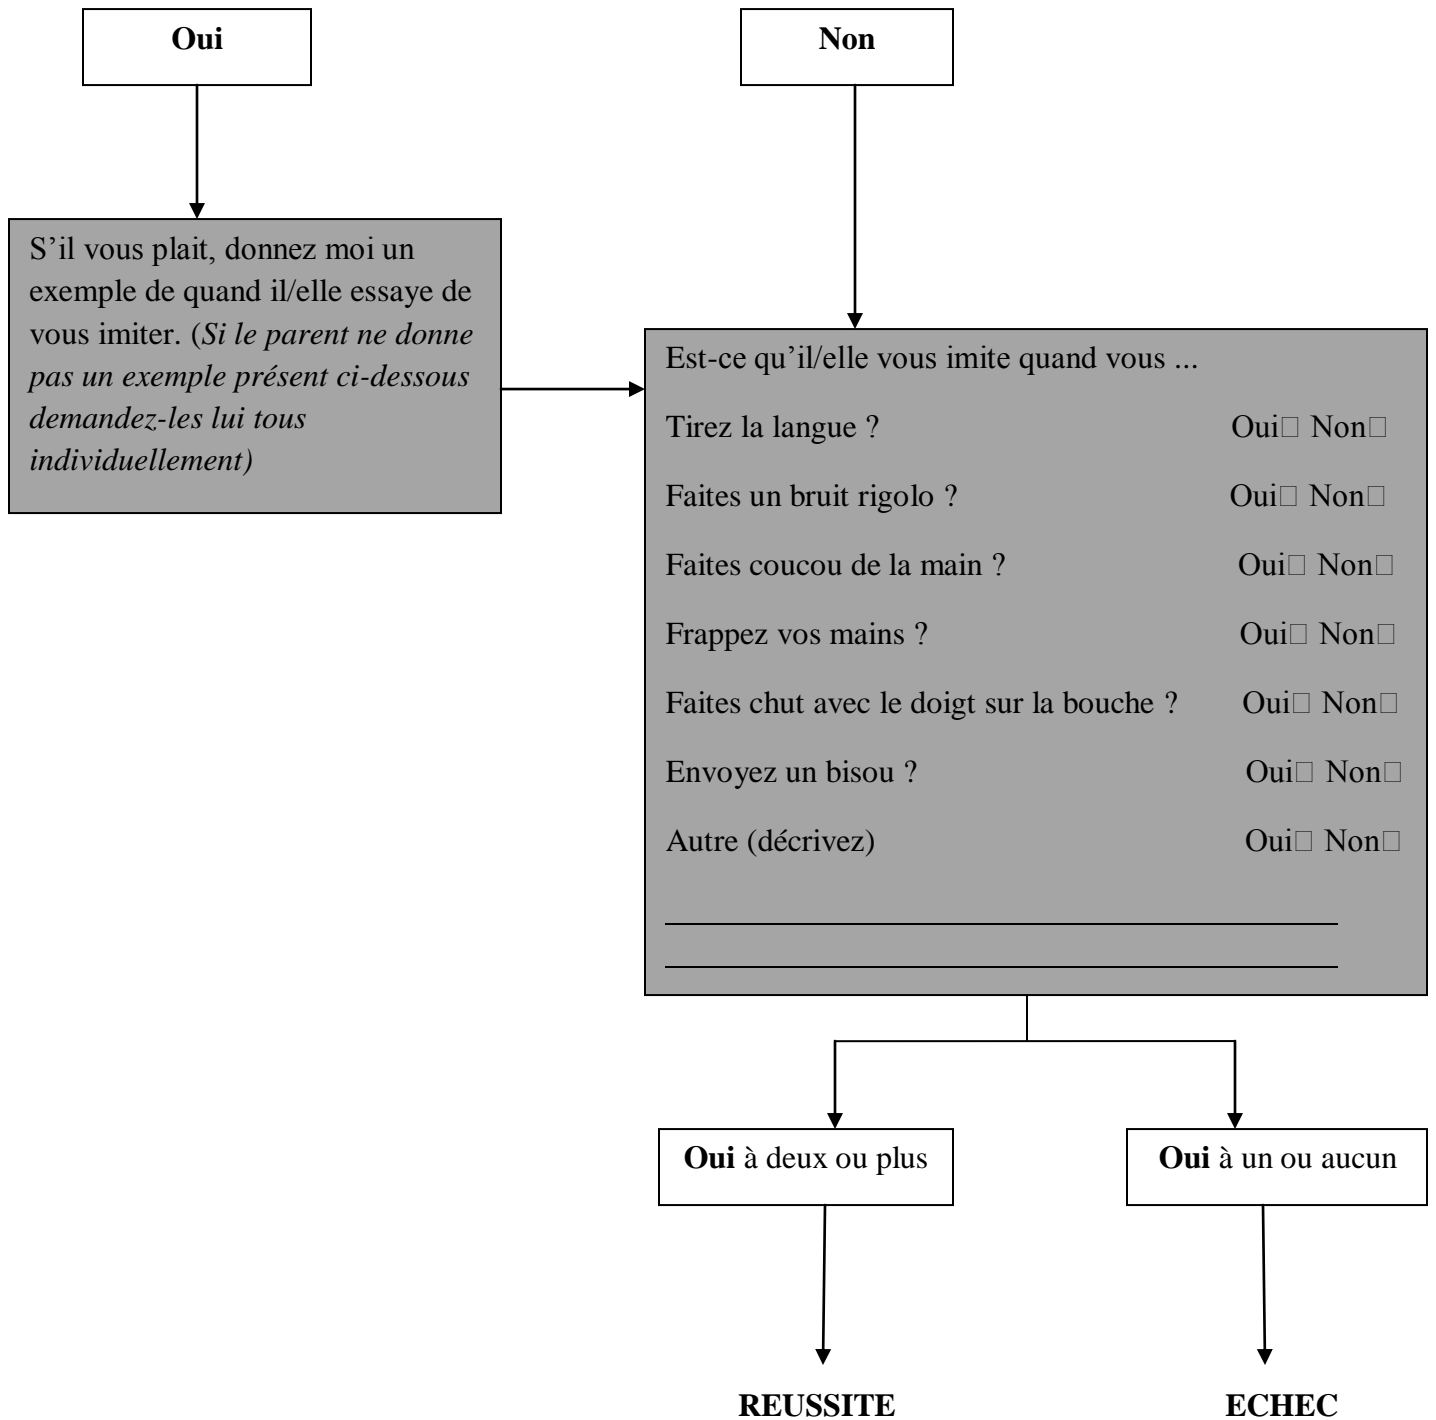 Oui
Non
S'il vous plait, donnez moi un
exemple de quand il/elle essaye de
vous imiter. (Si le parent ne donne
pas un exemple présent ci-dessous
demandez-les lui tous
individuellement)
Est-ce qu'il/elle vous imite quand vous ...
Tirez la langue ? Oui□ Non□
Faites un bruit rigolo ? Oui□ Non□
Faites coucou de la main ? Oui□ Non□
Frappez vos mains ? Oui□ Non□
Faites chut avec le doigt sur la bouche ? Oui□ Non□
Envoyez un bisou ? Oui□ Non□
Autre (décrivez) Oui□ Non□
Oui à deux ou plus
Oui à un ou aucun
REUSSITE
ECHEC